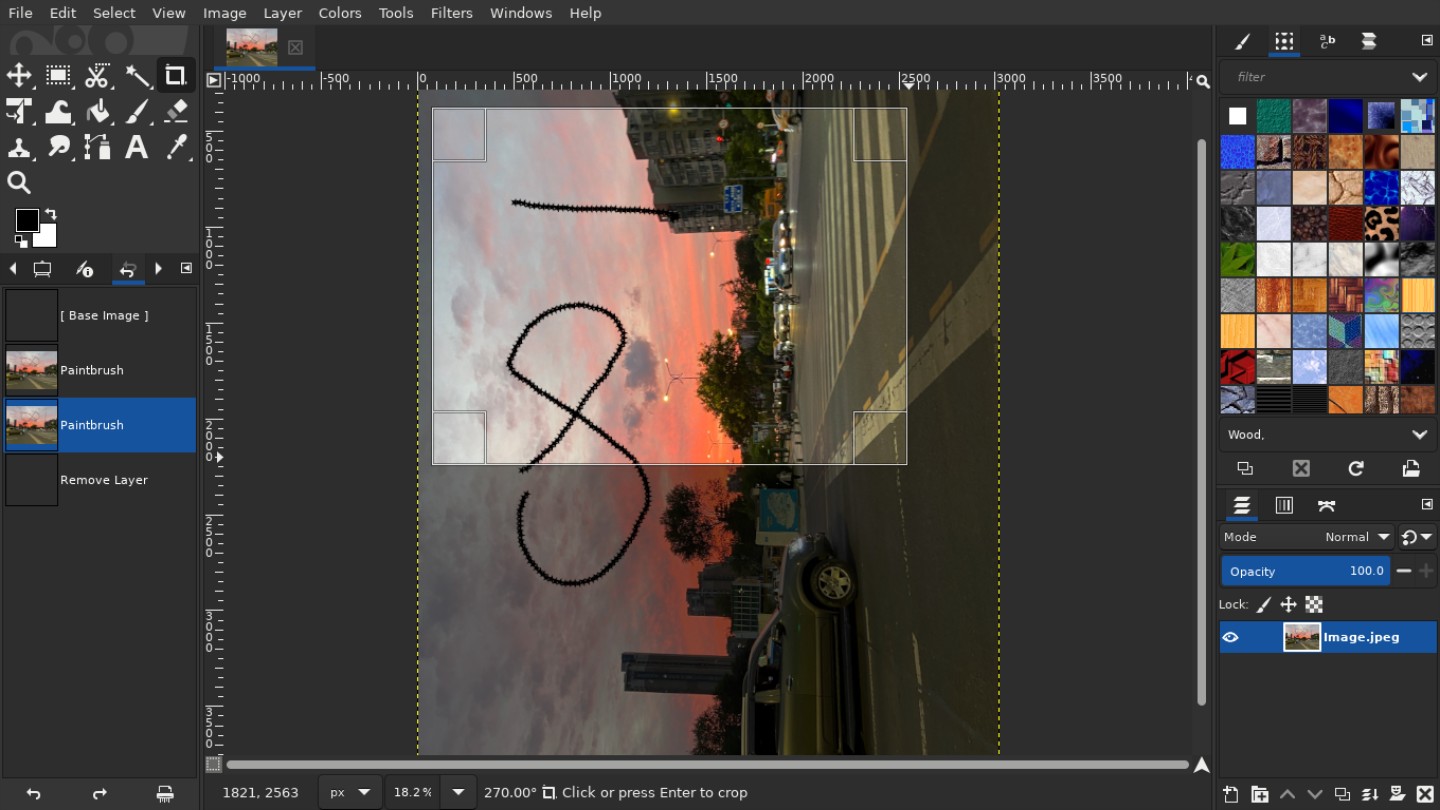 File Edit Select View Image Layer Colors Tools Filters Windows Help
-1000 -500 0 500 1000 1500 2000 2500 3000 3500
filter
500
1000
1500
2000
2500
3000
3500
[ Base Image ]
Paintbrush
Paintbrush
Remove Layer
Wood,
Mode Normal
Opacity 100.0
Lock:
Image.jpeg
1821, 2563 px 18.2 % 270.00° Click or press Enter to crop